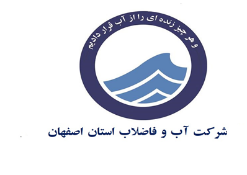 و هر چیز زنده ای را از آب قرار دادیم
شرکت آب و فاضلاب استان اصفهان